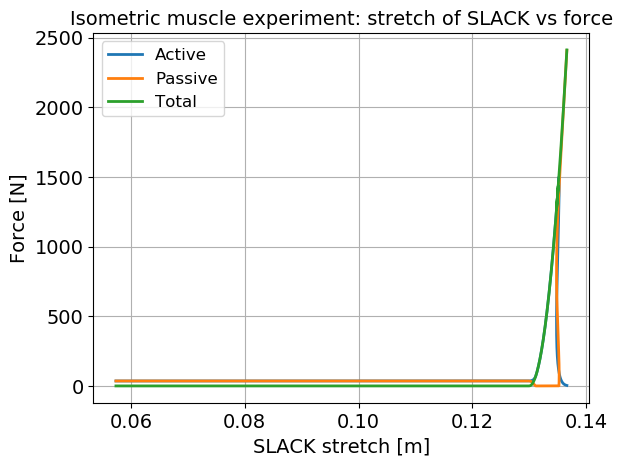 Isometric muscle experiment: stretch of SLACK vs force
Force [N]
2500
2000
1500
1000
500
0
Active
Passive
Total
0.06 0.08 0.10 0.12 0.14
SLACK stretch [m]